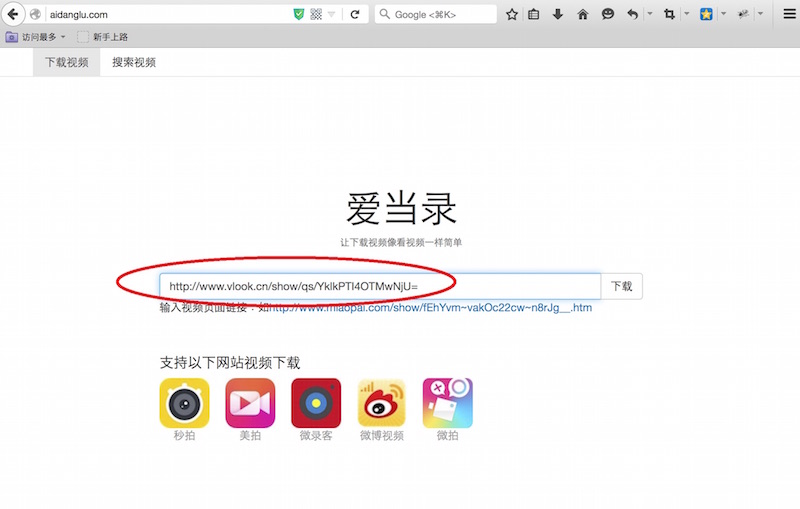 aidanglu.com
Google <⌘K>
访问最多
新手上路
下载视频
搜索视频
爱当录
让下载视频像看视频一样简单
http://www.vlook.cn/show/qs/YklkPTI4OTMwNjU=
下载
输入视频页面链接：如http://www.miaopai.com/show/fEhYvm~vakOc22cw~n8rJg__.htm
支持以下网站视频下载
秒拍
美拍
微录客
微博视频
微拍